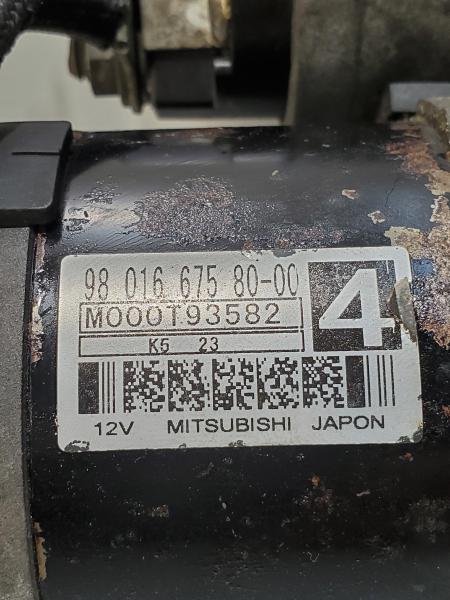 98 016 675 80-00
4
M000T93582
K5 23
12V MITSUBISHI JAPON